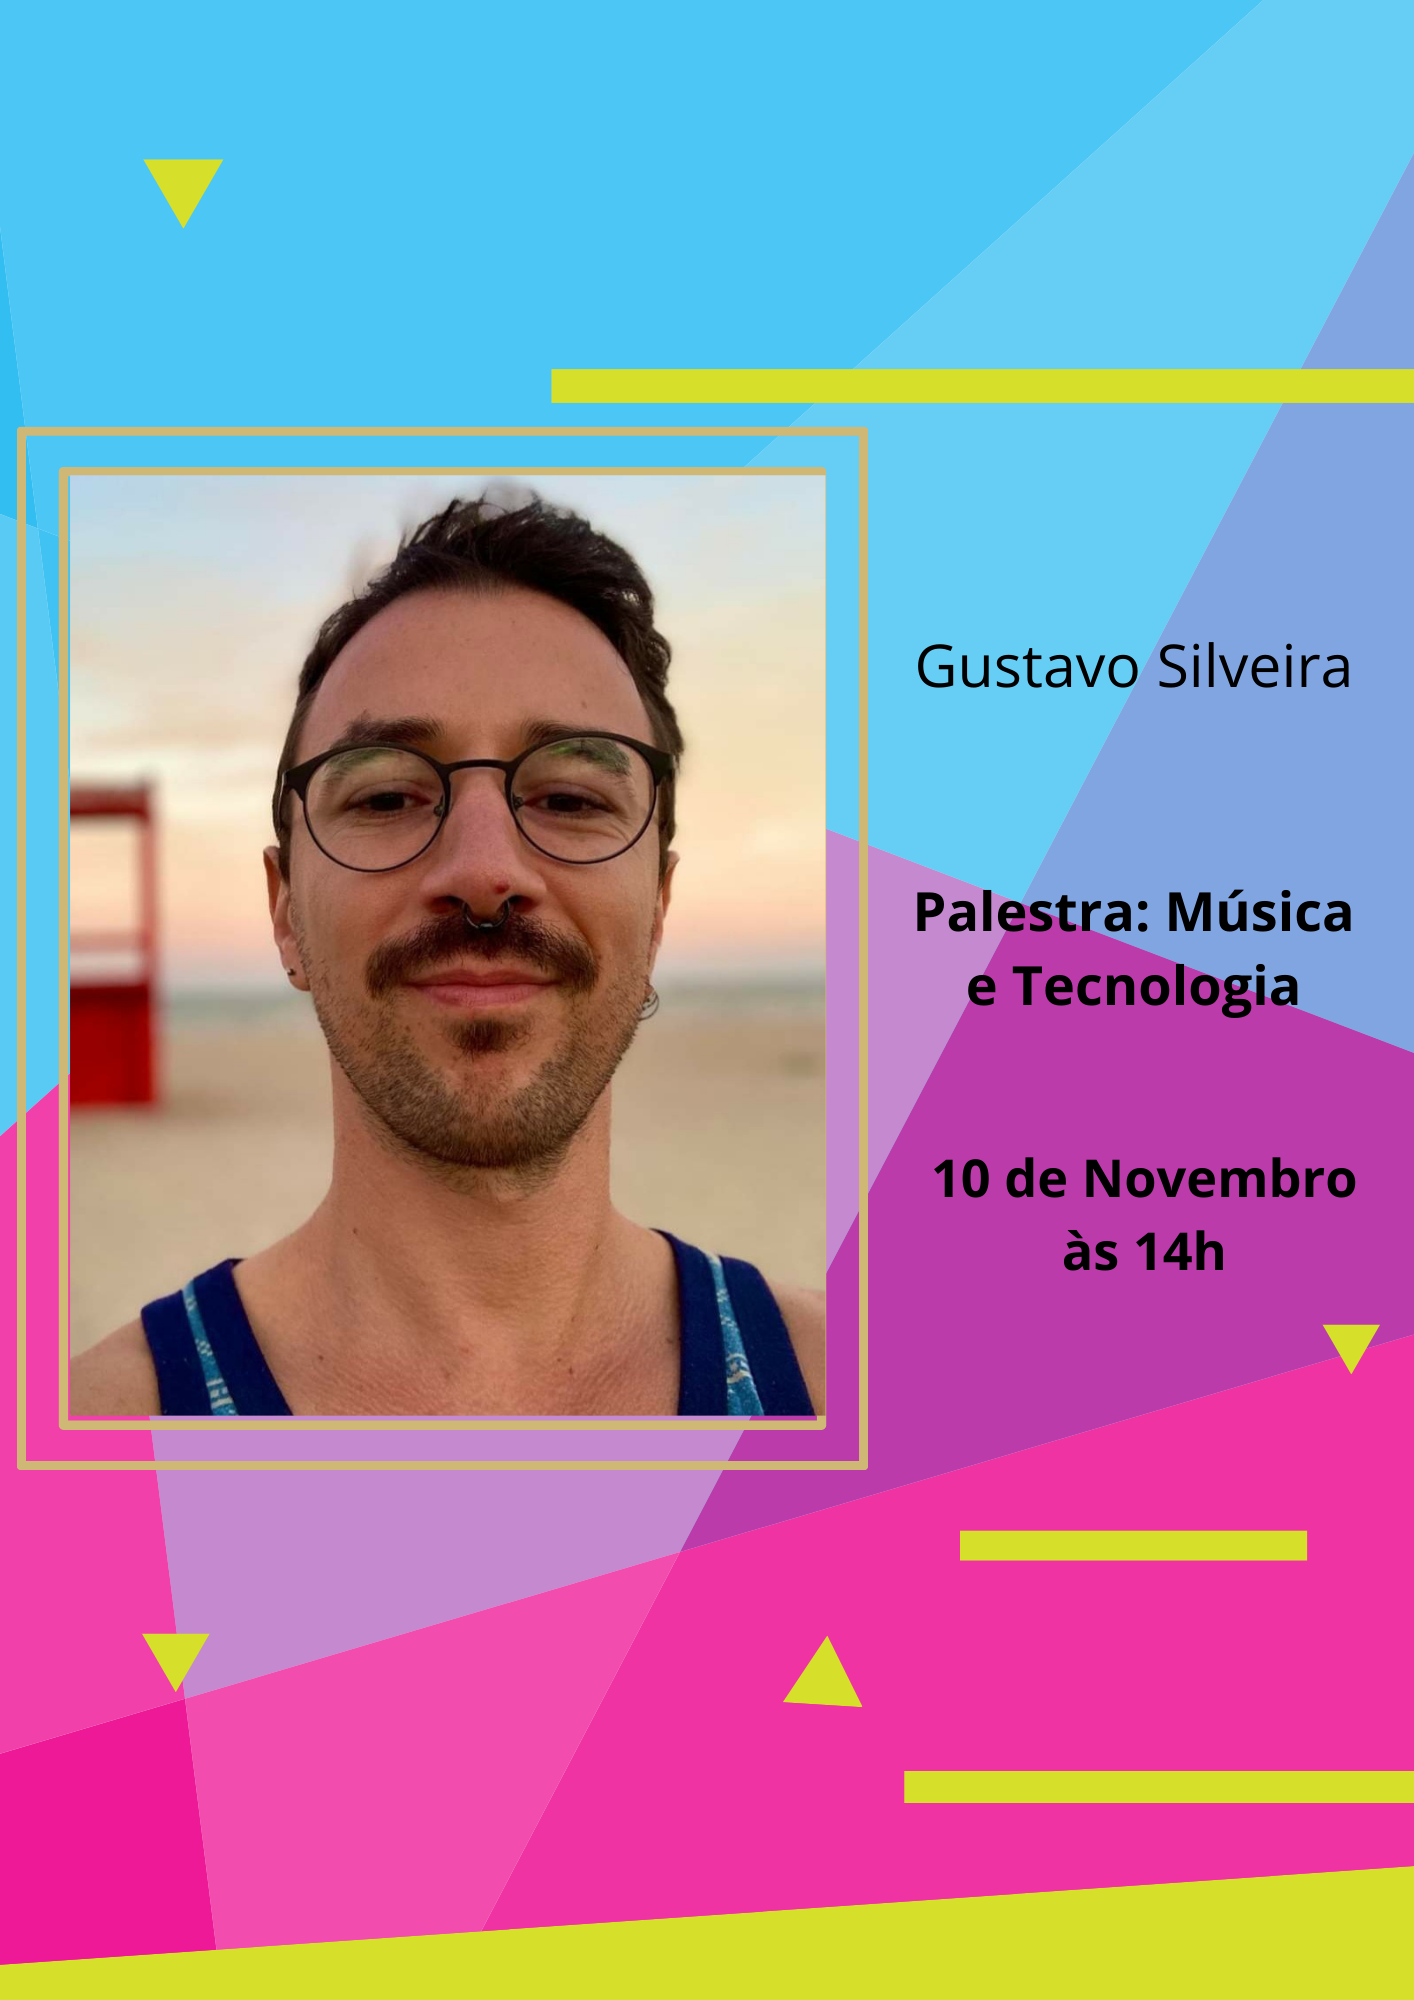 Gustavo Silveira
Palestra: Música
e Tecnologia
10 de Novembro
às 14h